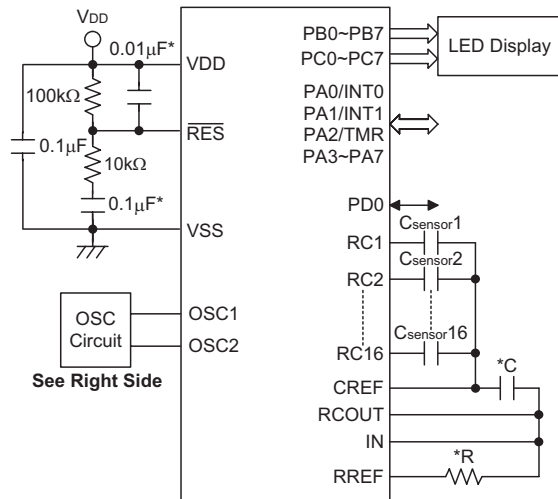 VDD
0.01μF*
VDD
100kΩ
RES
0.1μF
10kΩ
0.1μF*
VSS
OSC
Circuit
OSC1
OSC2
See Right Side
PB0~PB7
PC0~PC7
LED Display
PA0/INT0
PA1/INT1
PA2/TMR
PA3~PA7
PD0
Csensor1
RC1
Csensor2
RC2
Csensor16
RC16
*C
CREF
RCOUT
IN
*R
RREF